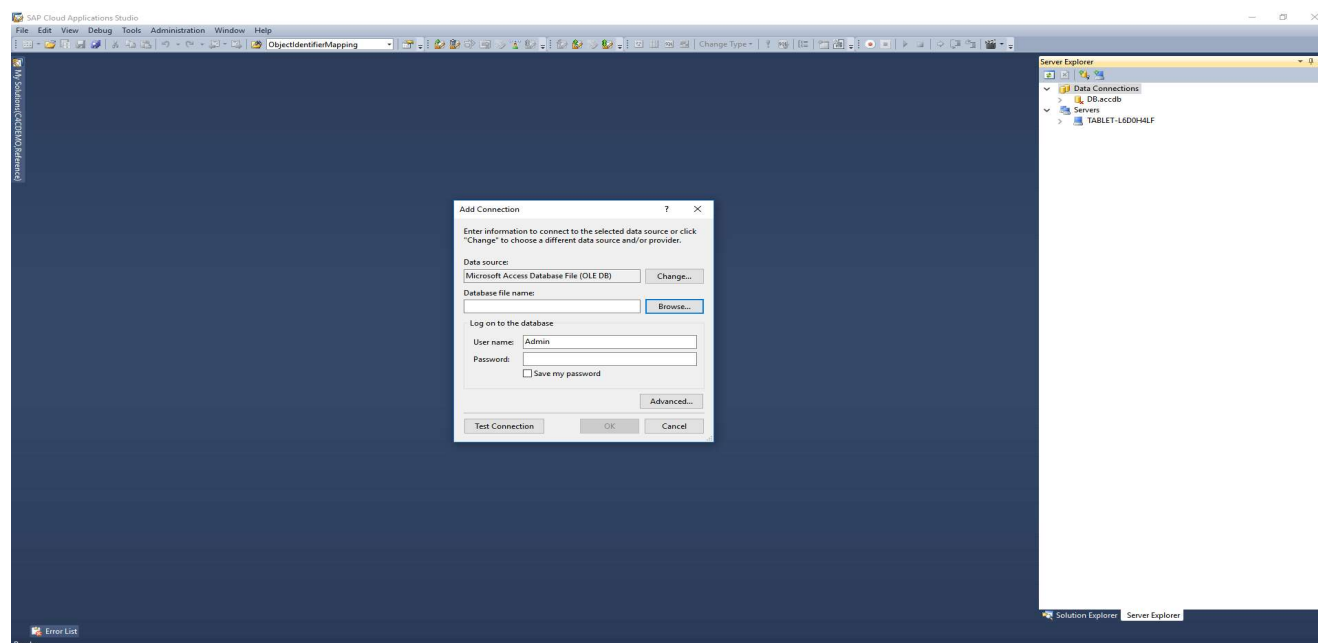 SAP Cloud Applications Studio
File Edit View Debug Tools Administration Window Help
ObjectIdentifierMapping
Change Type
My Solutions(C4CDEMO,Reference)
Server Explorer
Data Connections
DB.accdb
Servers
TABLET-L6D0H4LF
Add Connection
?
Enter information to connect to the selected data source or click
"Change" to choose a different data source and/or provider.
Data source:
Microsoft Access Database File (OLE DB)
Change...
Database file name:
Browse...
Log on to the database
User name: Admin
Password:
Save my password
Advanced...
Test Connection
OK
Cancel
Solution Explorer
Server Explorer
Error List